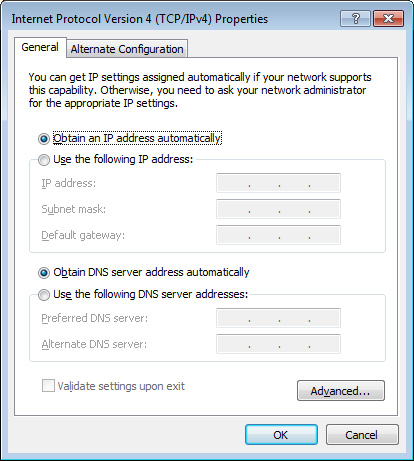 Internet Protocol Version 4 (TCP/IPv4) Properties
?
General
Alternate Configuration
You can get IP settings assigned automatically if your network supports
this capability. Otherwise, you need to ask your network administrator
for the appropriate IP settings.
Obtain an IP address automatically
Use the following IP address:
IP address:
. . .
Subnet mask:
. . .
Default gateway:
. . .
Obtain DNS server address automatically
Use the following DNS server addresses:
Preferred DNS server:
. . .
Alternate DNS server:
. . .
Validate settings upon exit
Advanced...
OK
Cancel